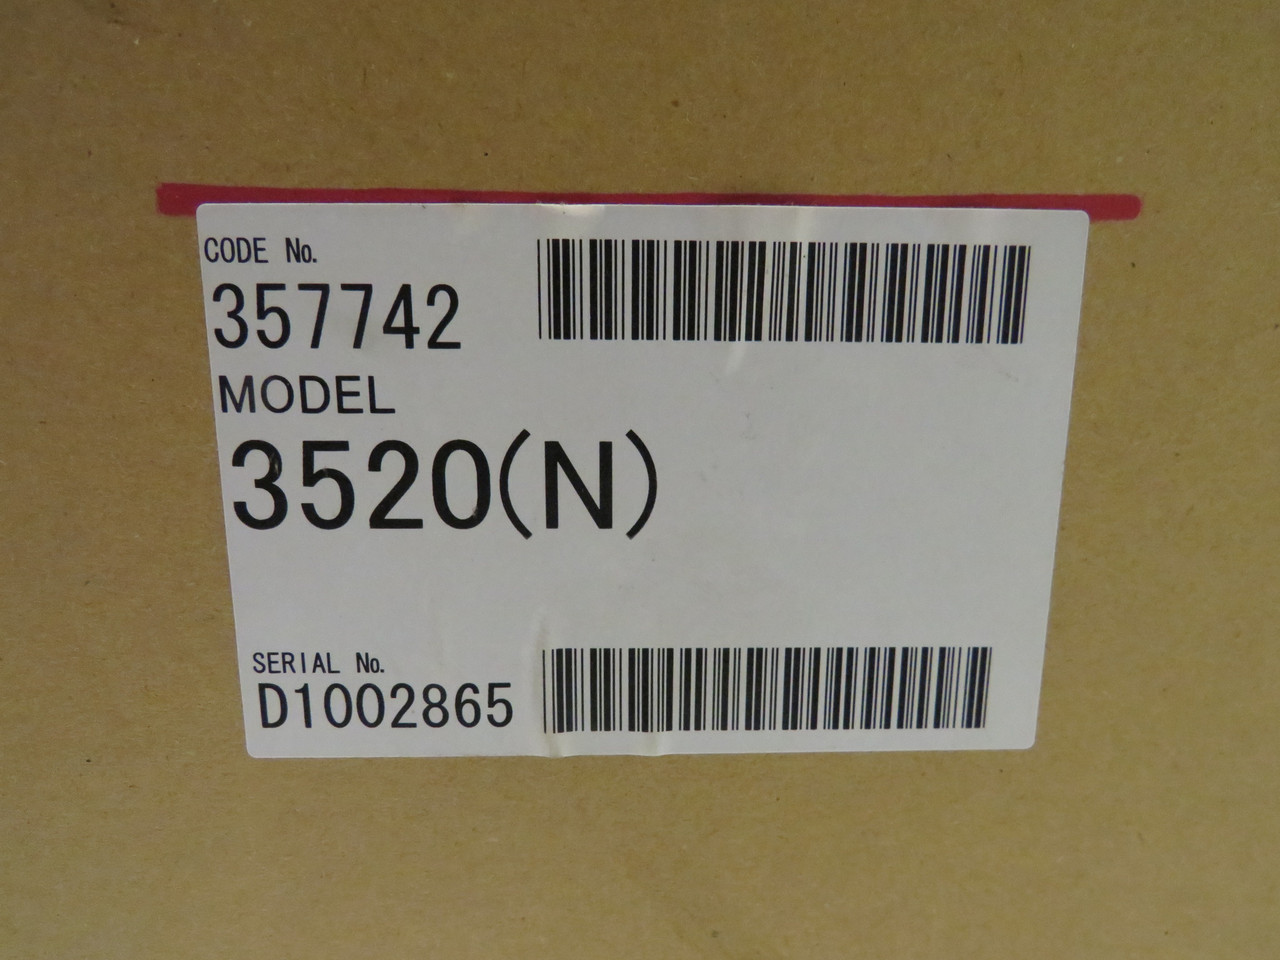 CODE No.
357742
MODEL
3520(N)
SERIAL No.
D1002865